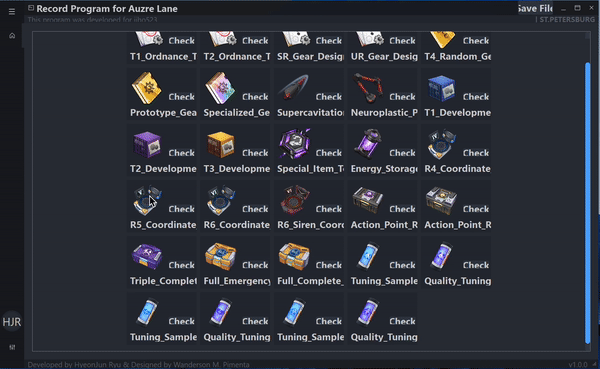 Record Program for Auzre Lane
Save File
This program was developed for
| ST.PETERSBURG
Check Check Check Check Check
T1_Ordnance_T T2_Ordnance_T SR_Gear_Desig UR_Gear_Desig T4_Random_Ge
Check Check Check Check Check
Prototype_Gea Specialized_Ge Supercavitatio Neuroplastic_P T1_Developme
Check Check Check Check Check
T2_Developme T3_Developme Special_Item_T Energy_Storage R4_Coordinate
Check Check Check Check Check
R5_Coordinate R6_Coordinate R6_Siren_Coor Action_Point_R Action_Point_R
Check Check Check Check Check
Triple_Complet Full_Emergency Full_Complete_ Tuning_Sample Quality_Tuning
Check Check Check Check
Tuning_Sample Quality_Tuning Tuning_Sample Quality_Tuning
HJR
Developed by HyeonJun Ryu & Designed by Wanderson M. Pimenta
v1.0.0